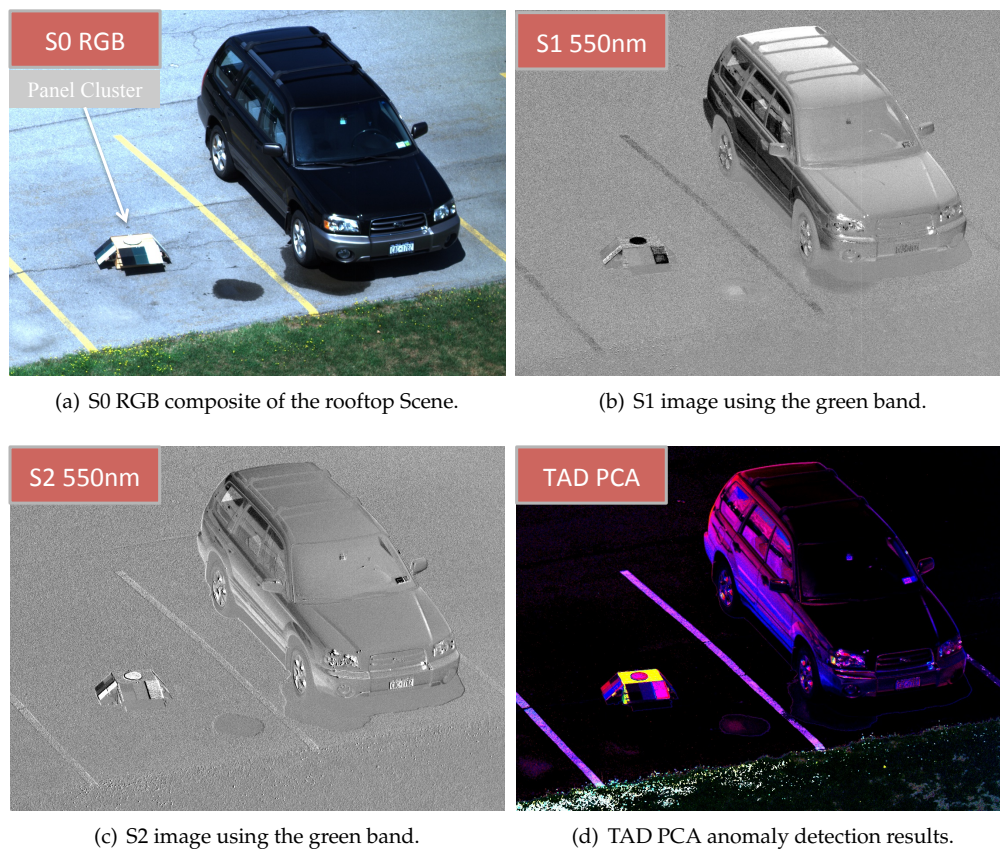 S0 RGB
Panel Cluster
S1 550nm
(a) S0 RGB composite of the rooftop Scene.
(b) S1 image using the green band.
S2 550nm
TAD PCA
(c) S2 image using the green band.
(d) TAD PCA anomaly detection results.